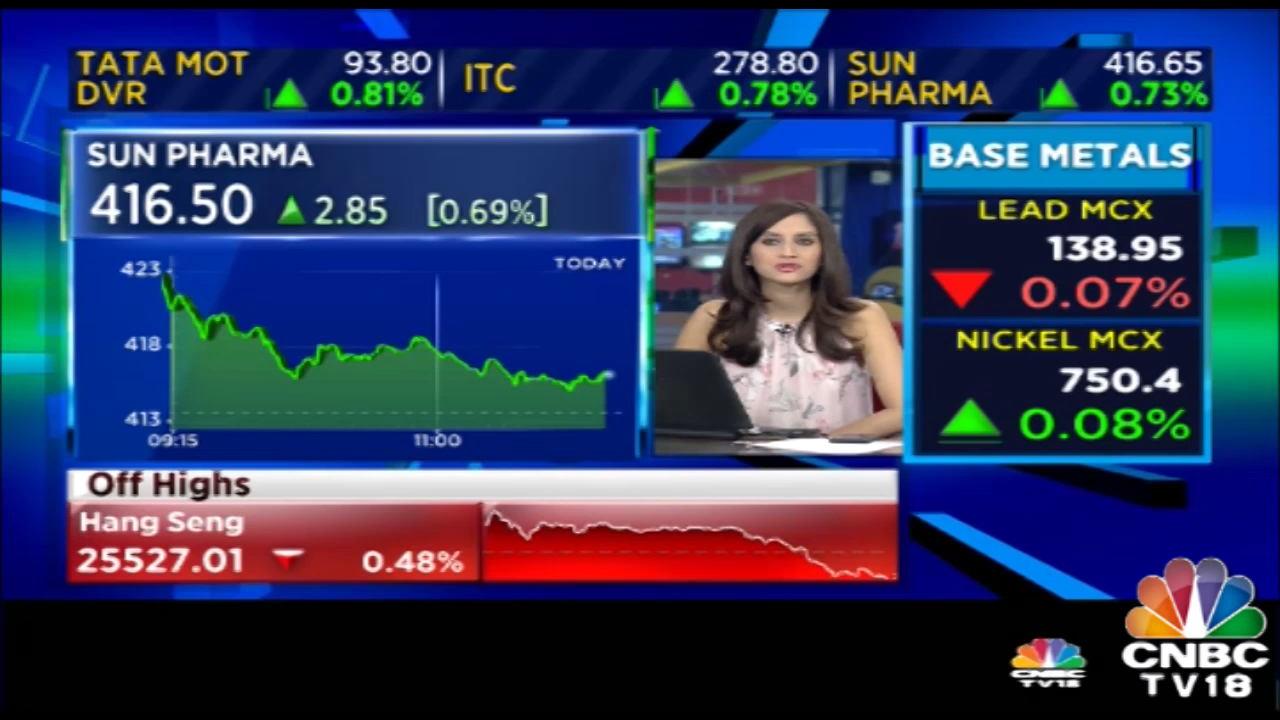 TATA MOT 93.80
DVR 0.81%
ITC 278.80
0.78%
SUN 416.65
PHARMA 0.73%
SUN PHARMA
416.50 2.85 [0.69%]
TODAY
423
418
413
09:15 11:00
BASE METALS
LEAD MCX
138.95
0.07%
NICKEL MCX
750.4
0.08%
Off Highs
Hang Seng
25527.01 0.48%
CNBC
TV18
CNBC
TV18